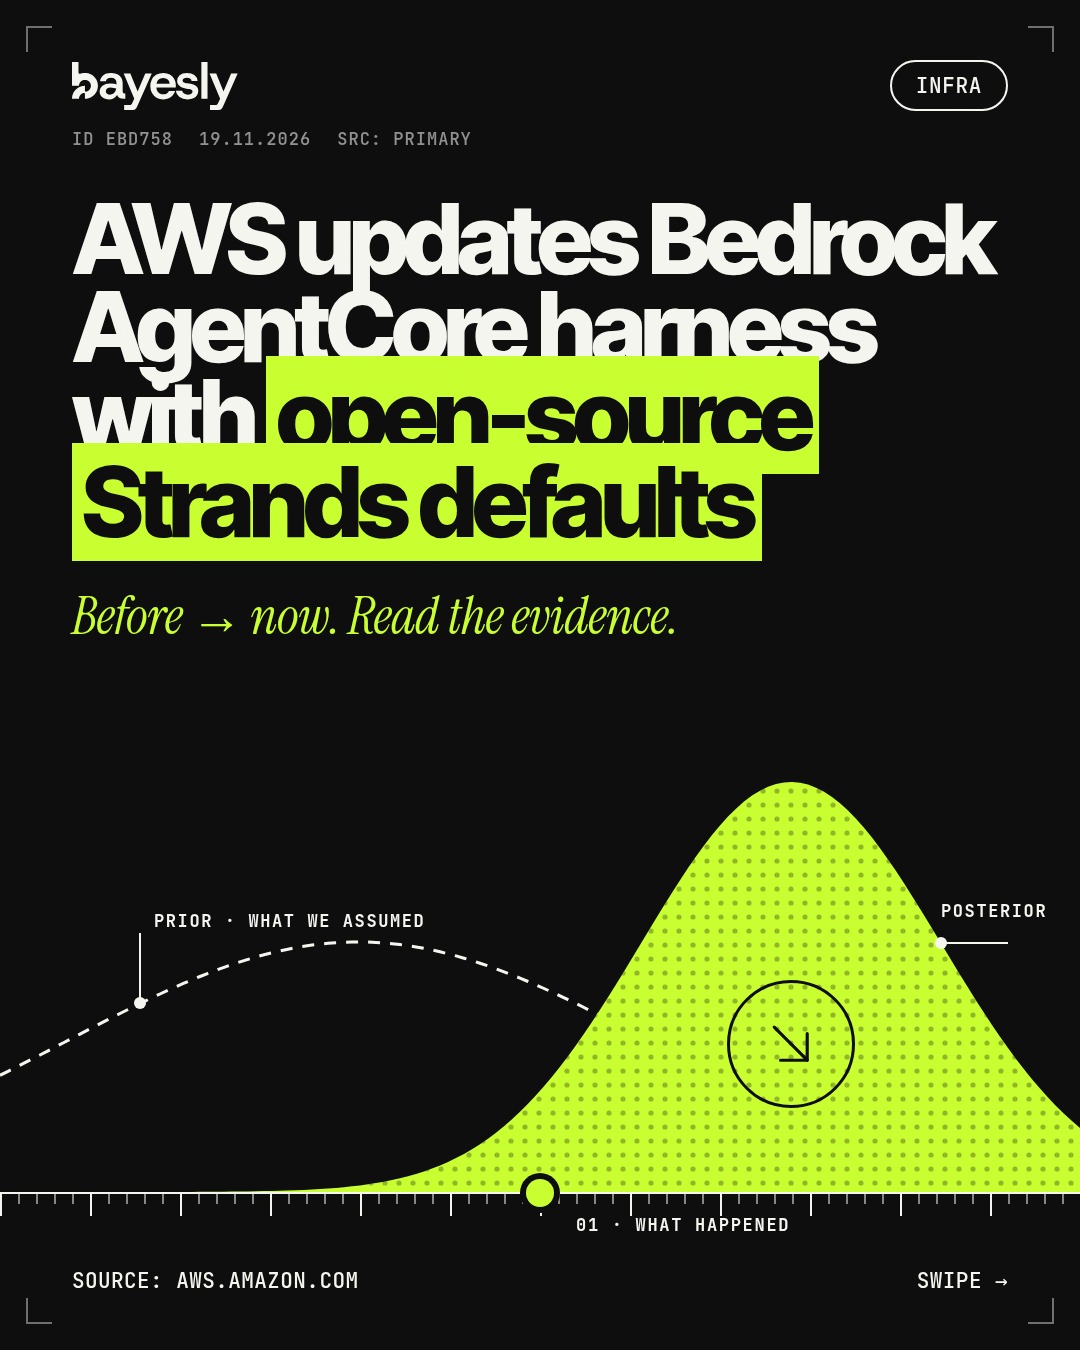 bayesly
INFRA
ID EBD758 19.11.2026 SRC: PRIMARY
AWS updates Bedrock
AgentCore harness
with open-source
Strands defaults
Before → now. Read the evidence.
PRIOR · WHAT WE ASSUMED
POSTERIOR
01 · WHAT HAPPENED
SOURCE: AWS.AMAZON.COM
SWIPE →